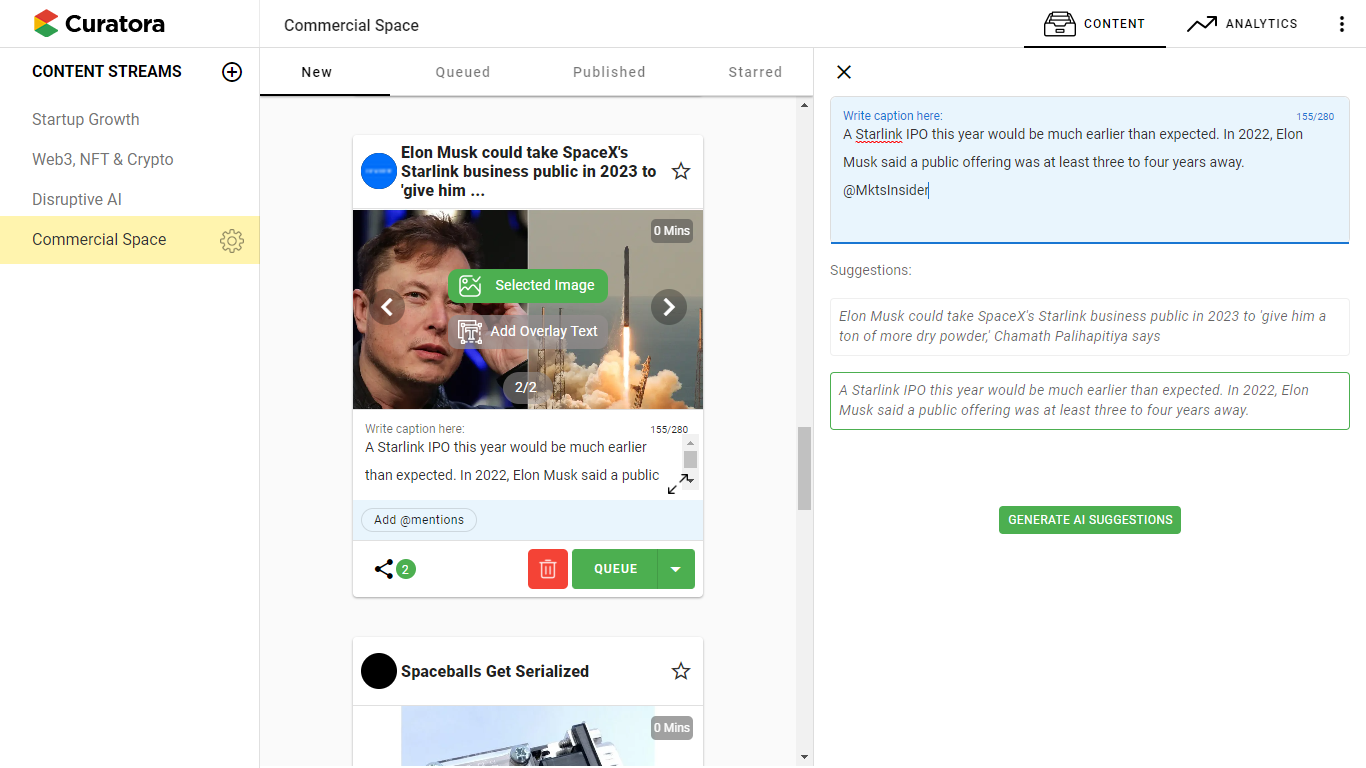 Curatora
Commercial Space
CONTENT
ANALYTICS
CONTENT STREAMS
Startup Growth
Web3, NFT & Crypto
Disruptive AI
Commercial Space
New
Queued
Published
Starred
Elon Musk could take SpaceX's
Starlink business public in 2023 to
'give him ...
0 Mins
Selected Image
Add Overlay Text
2/2
Write caption here:
155/280
A Starlink IPO this year would be much earlier
than expected. In 2022, Elon Musk said a public
Add @mentions
2
QUEUE
Spaceballs Get Serialized
0 Mins
Write caption here:
155/280
A Starlink IPO this year would be much earlier than expected. In 2022, Elon
Musk said a public offering was at least three to four years away.
@MktsInsider
Suggestions:
Elon Musk could take SpaceX's Starlink business public in 2023 to 'give him a
ton of more dry powder,' Chamath Palihapitiya says
A Starlink IPO this year would be much earlier than expected. In 2022, Elon
Musk said a public offering was at least three to four years away.
GENERATE AI SUGGESTIONS